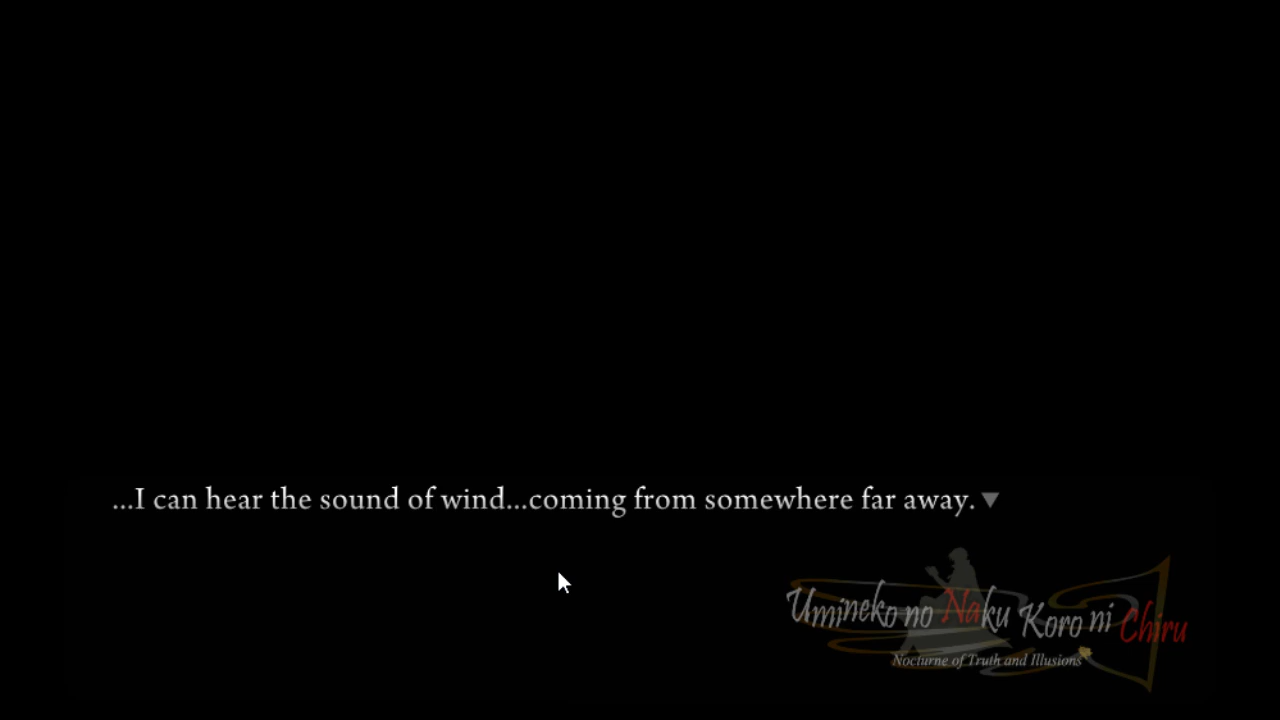 ...I can hear the sound of wind...coming from somewhere far away.
Umineko no Naku Koro ni Chiru
Nocturne of Truth and Illusions